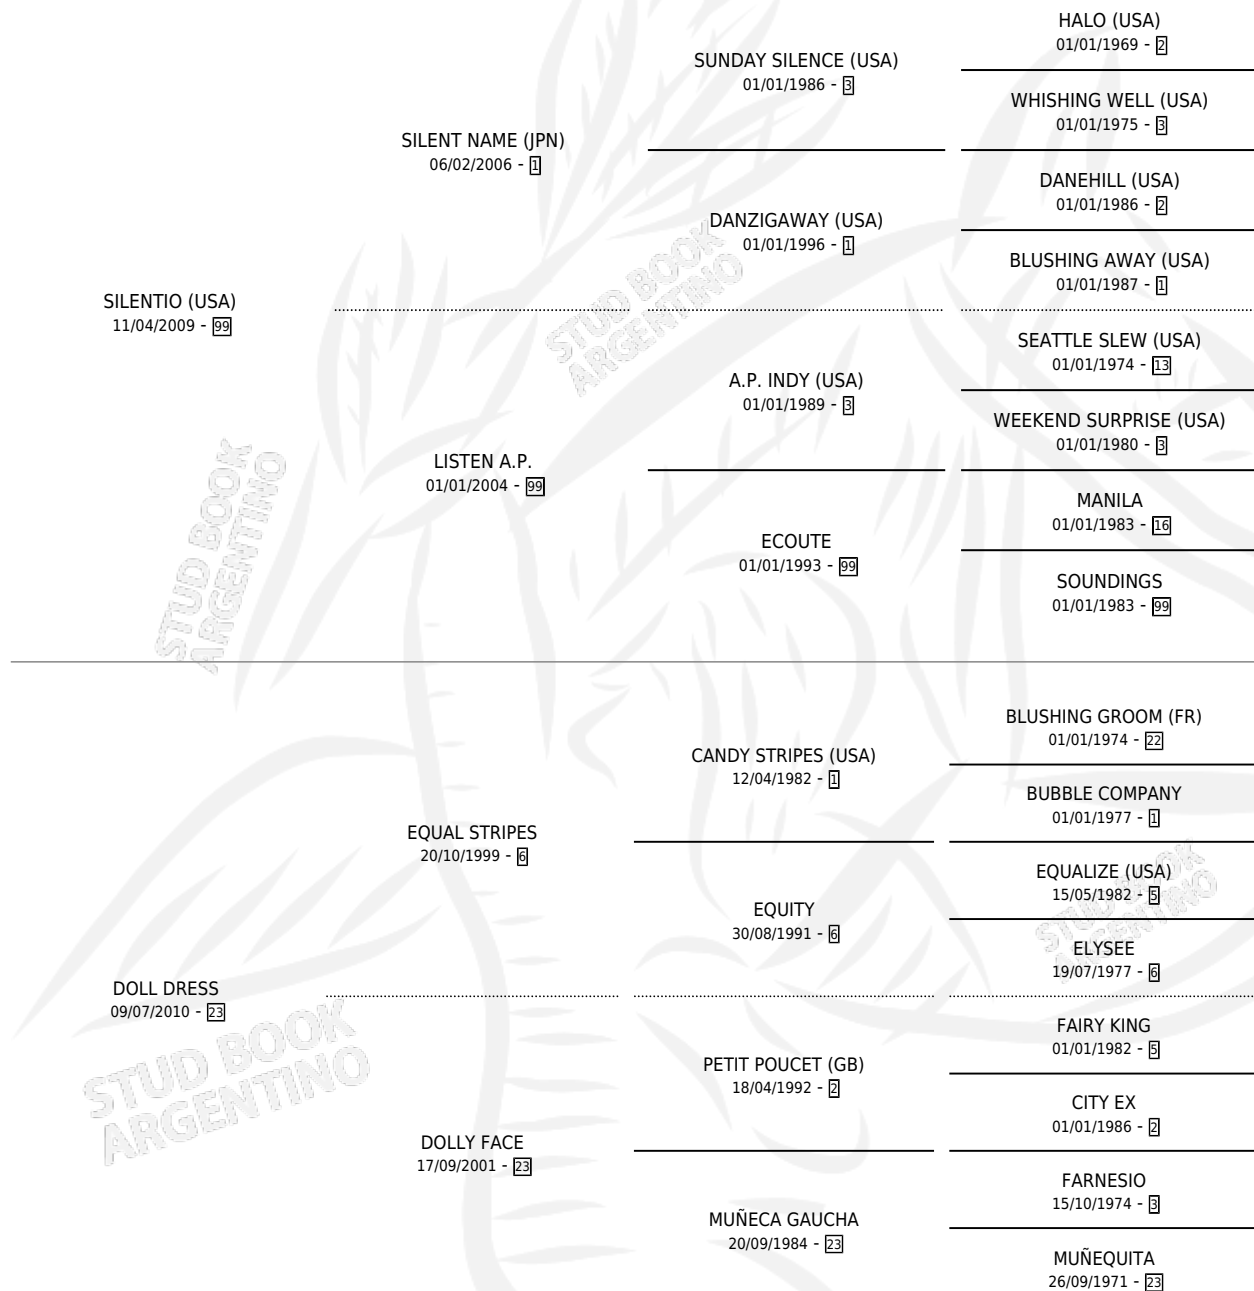 HALO (USA)
01/01/1969 - 2
SUNDAY SILENCE (USA)
01/01/1986 - 3
WHISHING WELL (USA)
01/01/1975 - 3
SILENT NAME (JPN)
06/02/2006 - 1
DANEHILL (USA)
01/01/1986 - 2
DANZIGAWAY (USA)
01/01/1996 - 1
BLUSHING AWAY (USA)
01/01/1987 - 1
SILENTIO (USA)
11/04/2009 - 99
SEATTLE SLEW (USA)
01/01/1974 - 13
A.P. INDY (USA)
01/01/1989 - 3
WEEKEND SURPRISE (USA)
01/01/1980 - 3
LISTEN A.P.
01/01/2004 - 99
MANILA
01/01/1983 - 16
ECOUTE
01/01/1993 - 99
SOUNDINGS
01/01/1983 - 99
BLUSHING GROOM (FR)
01/01/1974 - 22
CANDY STRIPES (USA)
12/04/1982 - 1
BUBBLE COMPANY
01/01/1977 - 1
EQUAL STRIPES
20/10/1999 - 6
EQUALIZE (USA)
15/05/1982 - 5
EQUITY
30/08/1991 - 6
ELYSEE
19/07/1977 - 6
DOLL DRESS
09/07/2010 - 23
FAIRY KING
01/01/1982 - 5
PETIT POUCET (GB)
18/04/1992 - 2
CITY EX
01/01/1986 - 2
DOLLY FACE
17/09/2001 - 23
FARNESIO
15/10/1974 - 3
MUÑECA GAUCHA
20/09/1984 - 23
MUÑEQUITA
26/09/1971 - 23
STUD BOOK
ARGENTINO
STUD BOOK
ARGENTINO
STUD BOOK
ARGENTINO
STUD BOOK
ARGENTINO